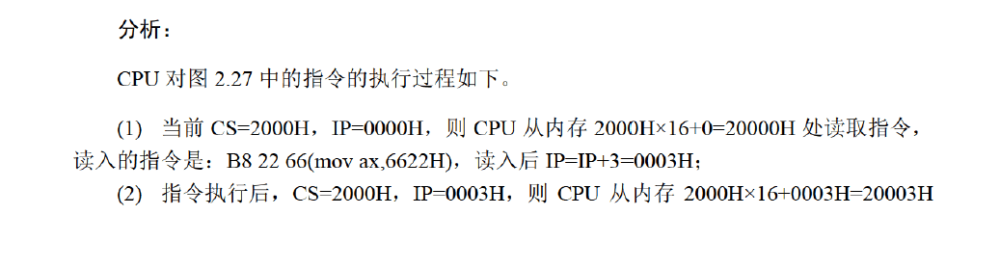 分析：
CPU 对图 2.27 中的指令的执行过程如下。
(1) 当前 CS=2000H，IP=0000H，则 CPU 从内存 2000H×16+0=20000H 处读取指令，
读入的指令是：B8 22 66(mov ax,6622H)，读入后 IP=IP+3=0003H；
(2) 指令执行后，CS=2000H，IP=0003H，则 CPU 从内存 2000H×16+0003H=20003H